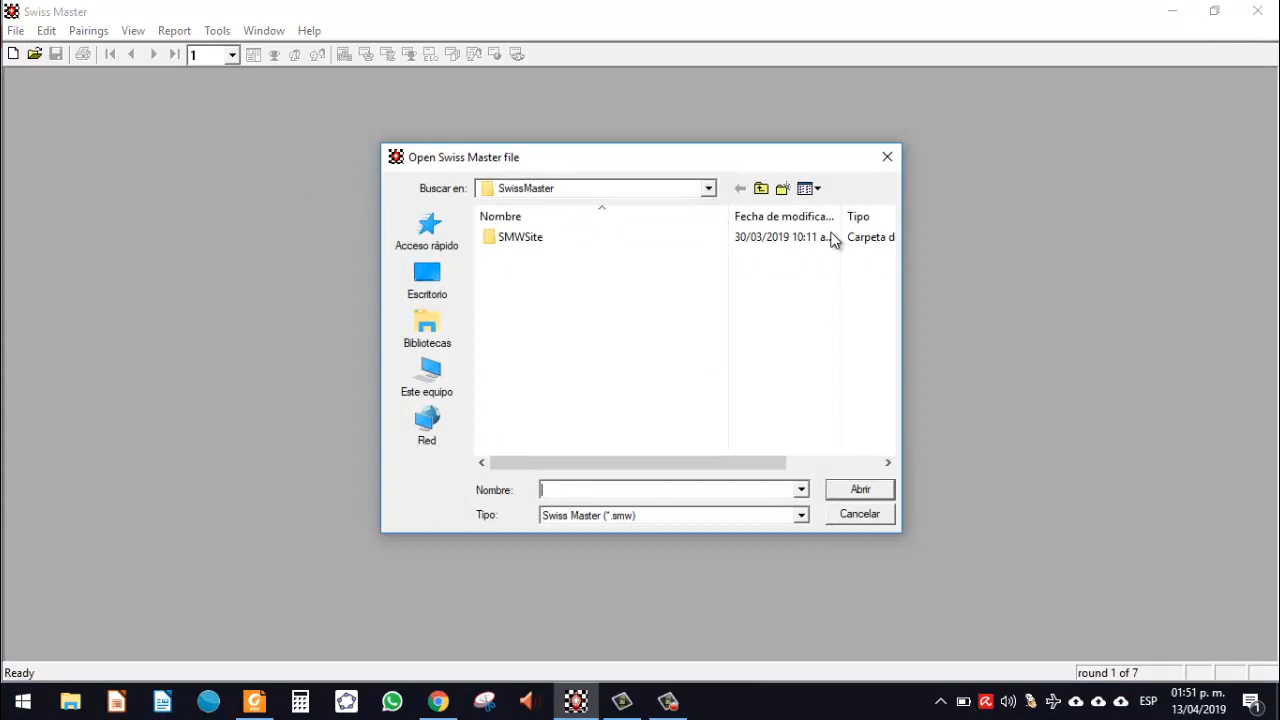 Swiss Master
File Edit Pairings View Report Tools Window Help
1
Open Swiss Master file
Buscar en: SwissMaster
Nombre Fecha de modifica... Tipo
SMWSite 30/03/2019 10:11 a... Carpeta d
Acceso rápido
Escritorio
Bibliotecas
Este equipo
Red
Nombre: Abrir
Tipo: Swiss Master (*.smw) Cancelar
Ready round 1 of 7
ESP 01:51 p. m.
13/04/2019
1